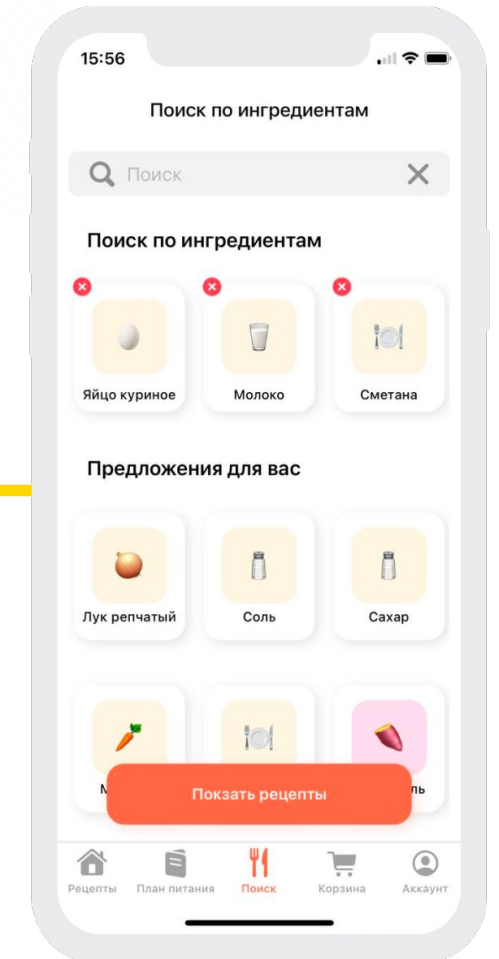 15:56
Поиск по ингредиентам
Поиск
Поиск по ингредиентам
Яйцо куриное Молоко Сметана
Предложения для вас
Лук репчатый Соль Сахар
Покзать рецепты
Рецепты План питания Поиск Корзина Аккаунт